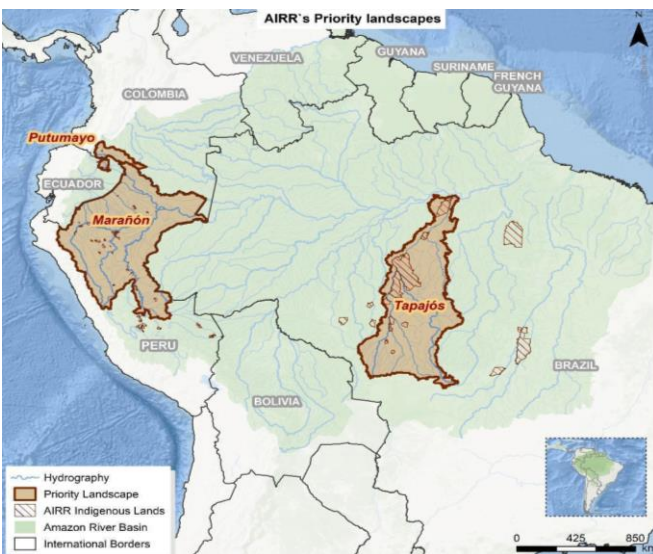 AIRR`s Priority landscapes
N
VENEZUELA
GUYANA
SURINAME
FRENCH
GUYANA
COLOMBIA
Putumayo
ECUADOR
Marañón
Tapajós
PERU
BRAZIL
BOLIVIA
Hydrography
Priority Landscape
AIRR Indigenous Lands
Amazon River Basin
International Borders
0 425 850
Km